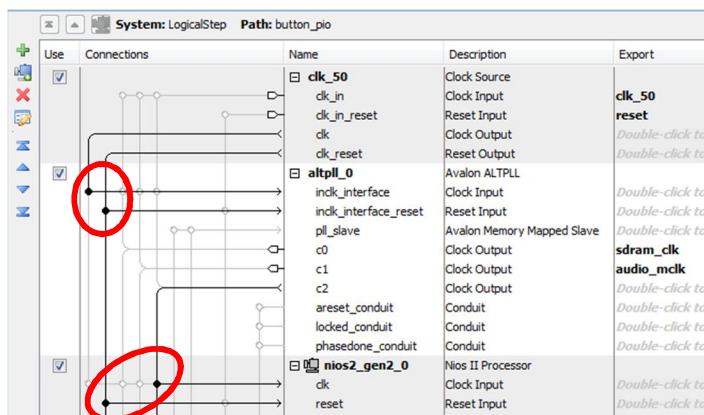 System: LogicalStep Path: button_pio
Use Connections Name Description Export
clk_50 Clock Source
clk_in Clock Input clk_50
clk_in_reset Reset Input reset
clk Clock Output Double-click to
clk_reset Reset Output Double-click to
altpll_0 Avalon ALTPLL
inclk_interface Clock Input Double-click to
inclk_interface_reset Reset Input Double-click to
pll_slave Avalon Memory Mapped Slave Double-click to
c0 Clock Output sdram_clk
c1 Clock Output audio_mclk
c2 Clock Output Double-click to
areset_conduit Conduit Double-click to
locked_conduit Conduit Double-click to
phasedone_conduit Conduit Double-click to
nios2_gen2_0 Nios II Processor
clk Clock Input Double-click to
reset Reset Input Double-click to